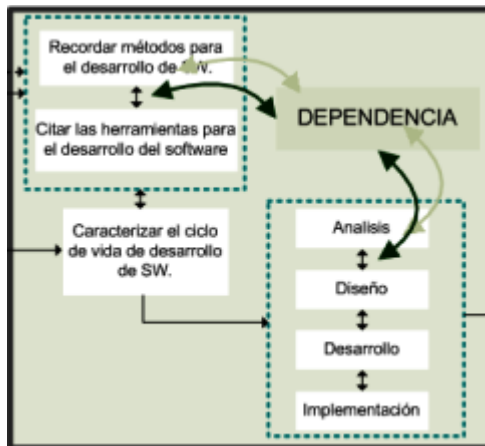 Recordar métodos para
el desarrollo de SW.
Citar las herramientas para
el desarrollo del software
DEPENDENCIA
Caracterizar el ciclo
de vida de desarrollo
de SW.
Analisis
Diseño
Desarrollo
Implementación